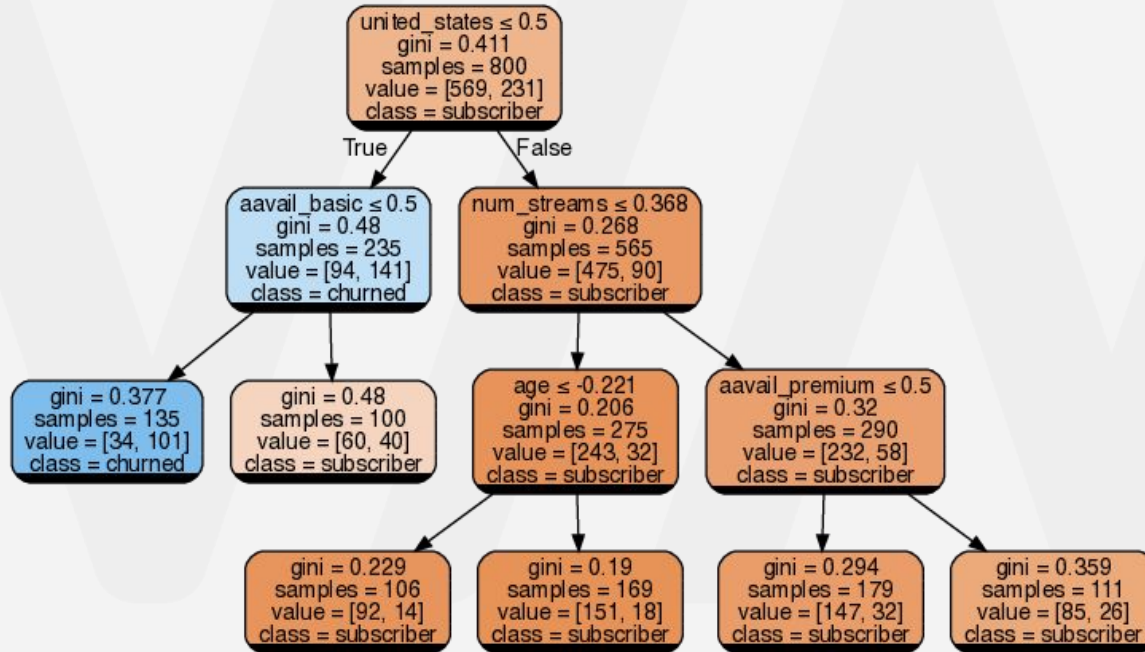 united_states ≤ 0.5
gini = 0.411
samples = 800
value = [569, 231]
class = subscriber
True
False
aavail_basic ≤ 0.5
gini = 0.48
samples = 235
value = [94, 141]
class = churned
num_streams ≤ 0.368
gini = 0.268
samples = 565
value = [475, 90]
class = subscriber
gini = 0.377
samples = 135
value = [34, 101]
class = churned
gini = 0.48
samples = 100
value = [60, 40]
class = subscriber
age ≤ -0.221
gini = 0.206
samples = 275
value = [243, 32]
class = subscriber
aavail_premium ≤ 0.5
gini = 0.32
samples = 290
value = [232, 58]
class = subscriber
gini = 0.229
samples = 106
value = [92, 14]
class = subscriber
gini = 0.19
samples = 169
value = [151, 18]
class = subscriber
gini = 0.294
samples = 179
value = [147, 32]
class = subscriber
gini = 0.359
samples = 111
value = [85, 26]
class = subscriber